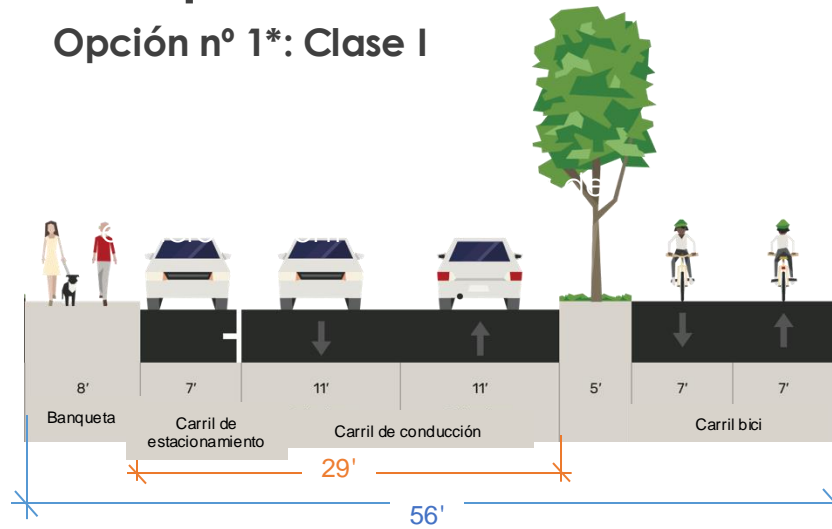 Opción nº 1*: Clase I
de
8' 7' 11' 11' 5' 7' 7'
Banqueta
Carril de
estacionamiento
Carril de conducción
Carril bici
29'
56'